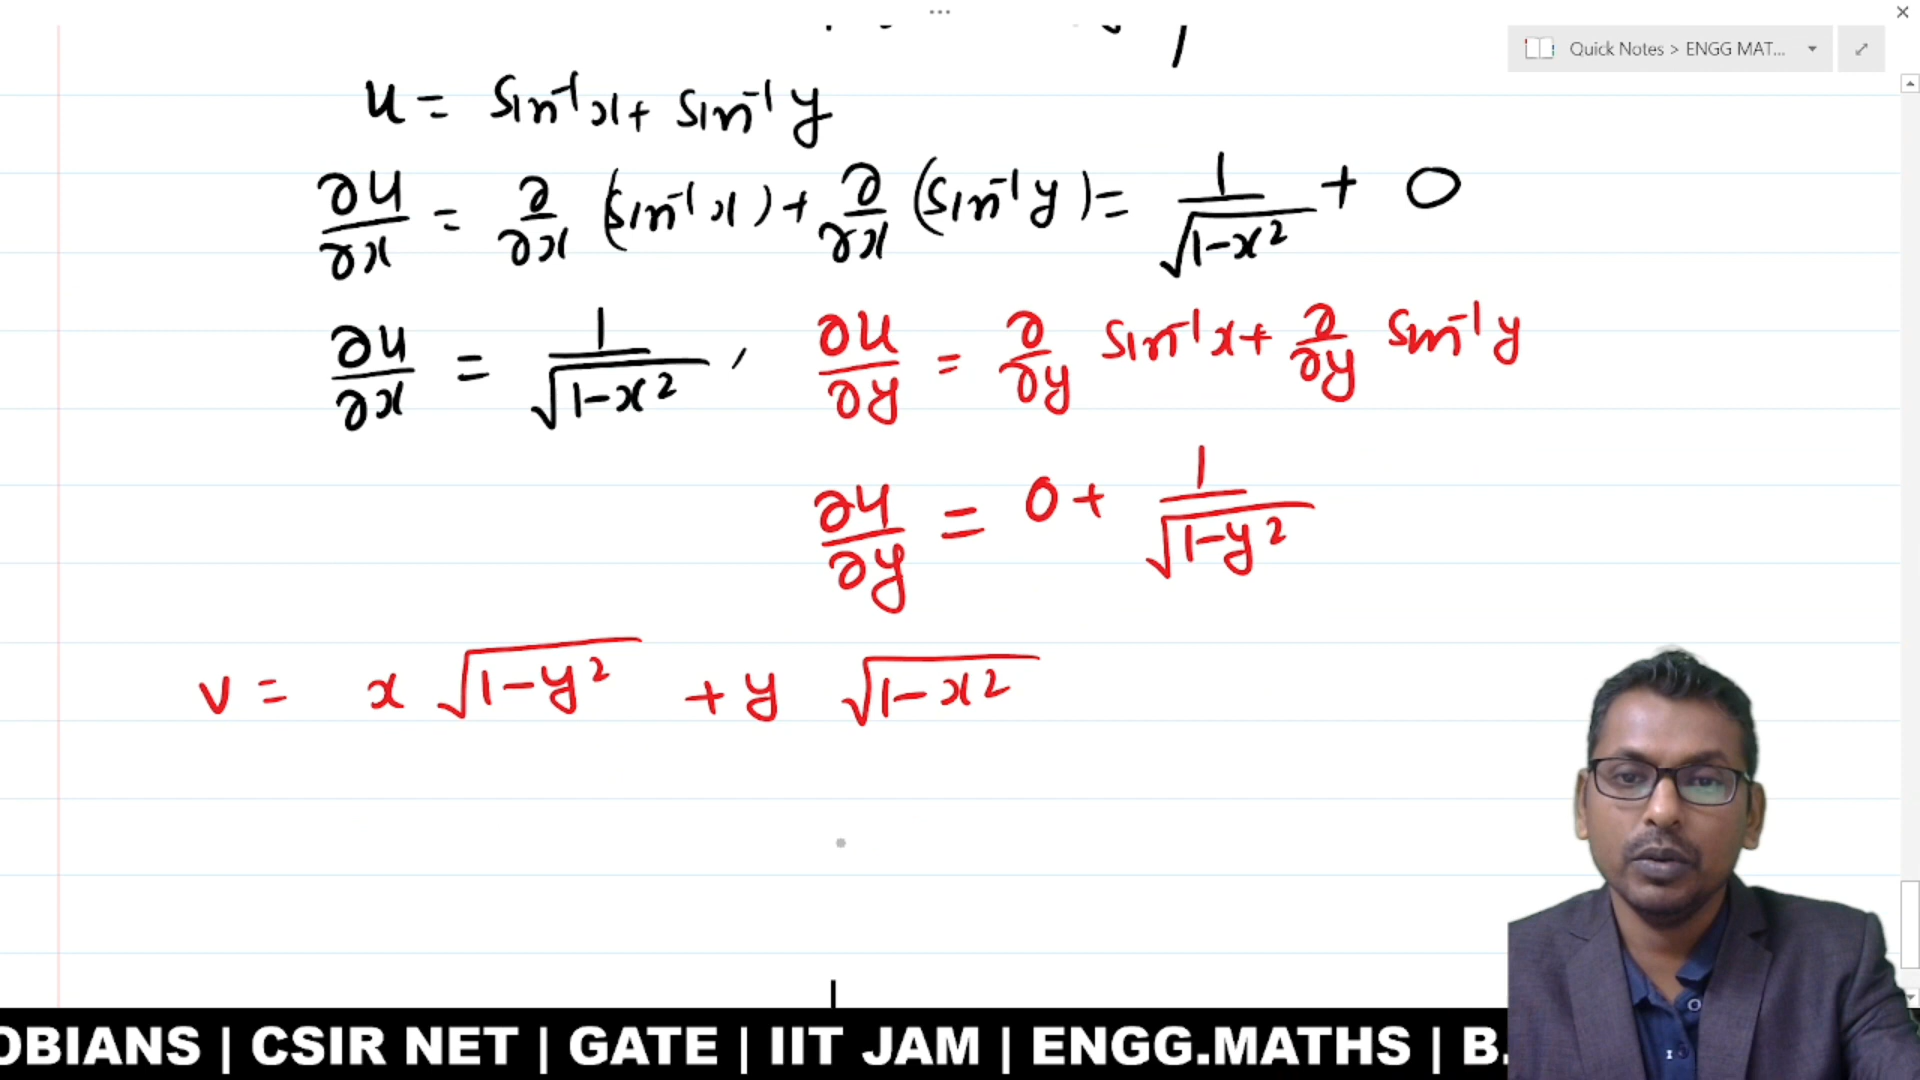 ...
Quick Notes > ENGG MAT...
u = Sin⁻¹x + Sin⁻¹y
∂u/∂x = ∂/∂x (Sin⁻¹x) + ∂/∂x (Sin⁻¹y) = 1/√(1-x²) + 0
∂u/∂x = 1/√(1-x²) , ∂u/∂y = ∂/∂y Sin⁻¹x + ∂/∂y Sin⁻¹y
∂u/∂y = 0 + 1/√(1-y²)
v = x √(1-y²) + y √(1-x²)
OBIANS | CSIR NET | GATE | IIT JAM | ENGG.MATHS | B.